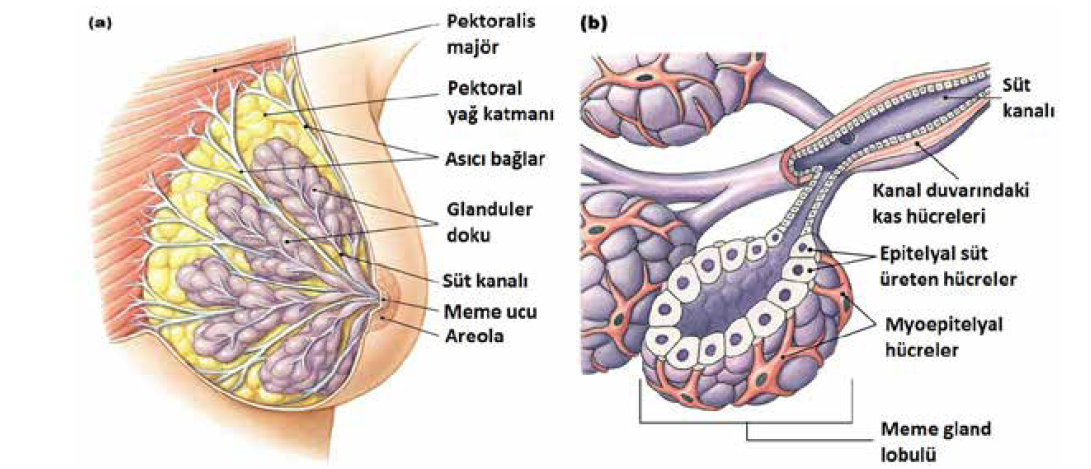 (a)
Pektoralis
majör
Pektoral
yağ katmanı
Asıcı bağlar
Glanduler
doku
Süt kanalı
Meme ucu
Areola
(b)
Süt
kanalı
Kanal duvarındaki
kas hücreleri
Epitelyal süt
üreten hücreler
Myoepitelyal
hücreler
Meme gland
lobulü